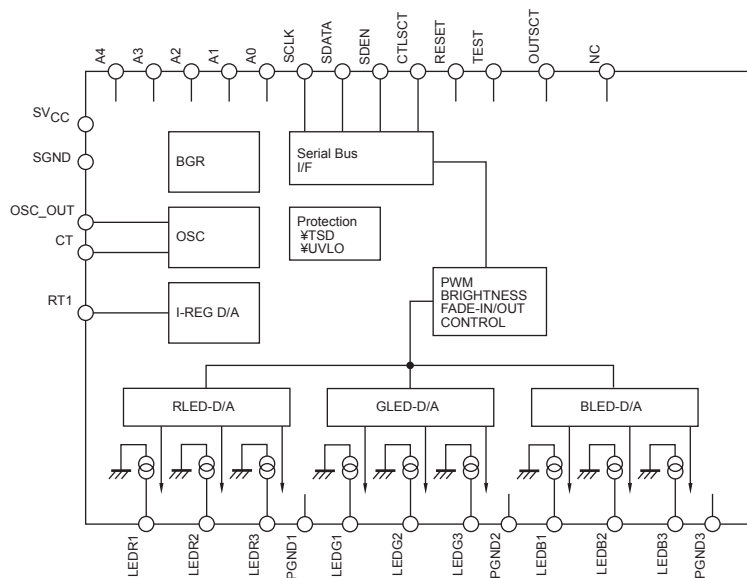 A4
A3
A2
A1
A0
SCLK
SDATA
SDEN
CTLSCT
RESET
TEST
OUTSCT
NC
SVCC
SGND
OSC_OUT
CT
RT1
BGR
Serial Bus
I/F
OSC
Protection
¥TSD
¥UVLO
I-REG D/A
PWM
BRIGHTNESS
FADE-IN/OUT
CONTROL
RLED-D/A
GLED-D/A
BLED-D/A
LEDR1
LEDR2
LEDR3
PGND1
LEDG1
LEDG2
LEDG3
PGND2
LEDB1
LEDB2
LEDB3
PGND3